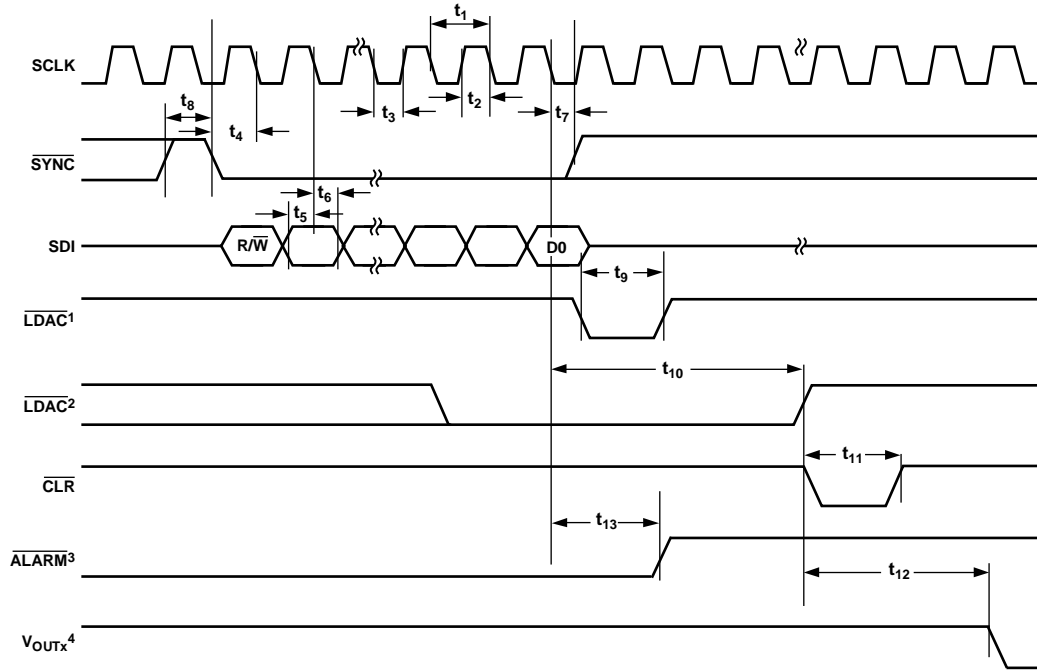 t1
SCLK
t8
t4
t3
t2
t7
SYNC
t6
t5
SDI
R/W
D0
t9
LDAC1
t10
LDAC2
t11
CLR
t13
ALARM3
t12
VOUTx4